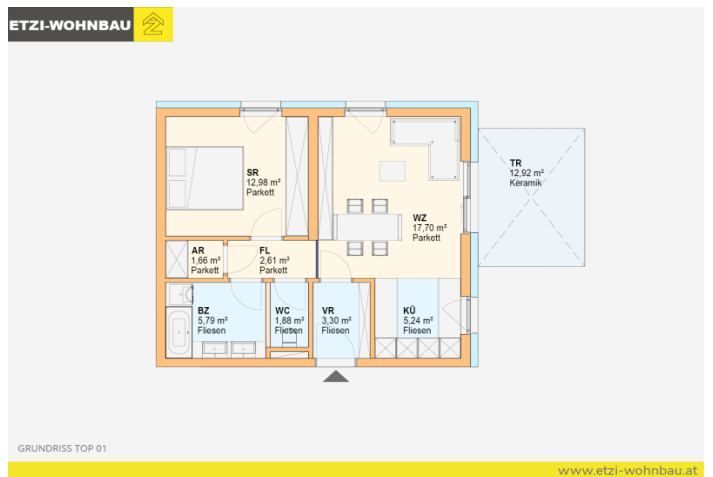 ETZI-WOHNBAU
SR
12,98 m²
Parkett
TR
12,92 m²
Keramik
WZ
17,70 m²
Parkett
AR
1,66 m²
Parkett
FL
2,61 m²
Parkett
BZ
5,79 m²
Fliesen
WC
1,88 m²
Fliesen
VR
3,30 m²
Fliesen
KÜ
5,24 m²
Fliesen
GRUNDRISS TOP 01
www.etzi-wohnbau.at